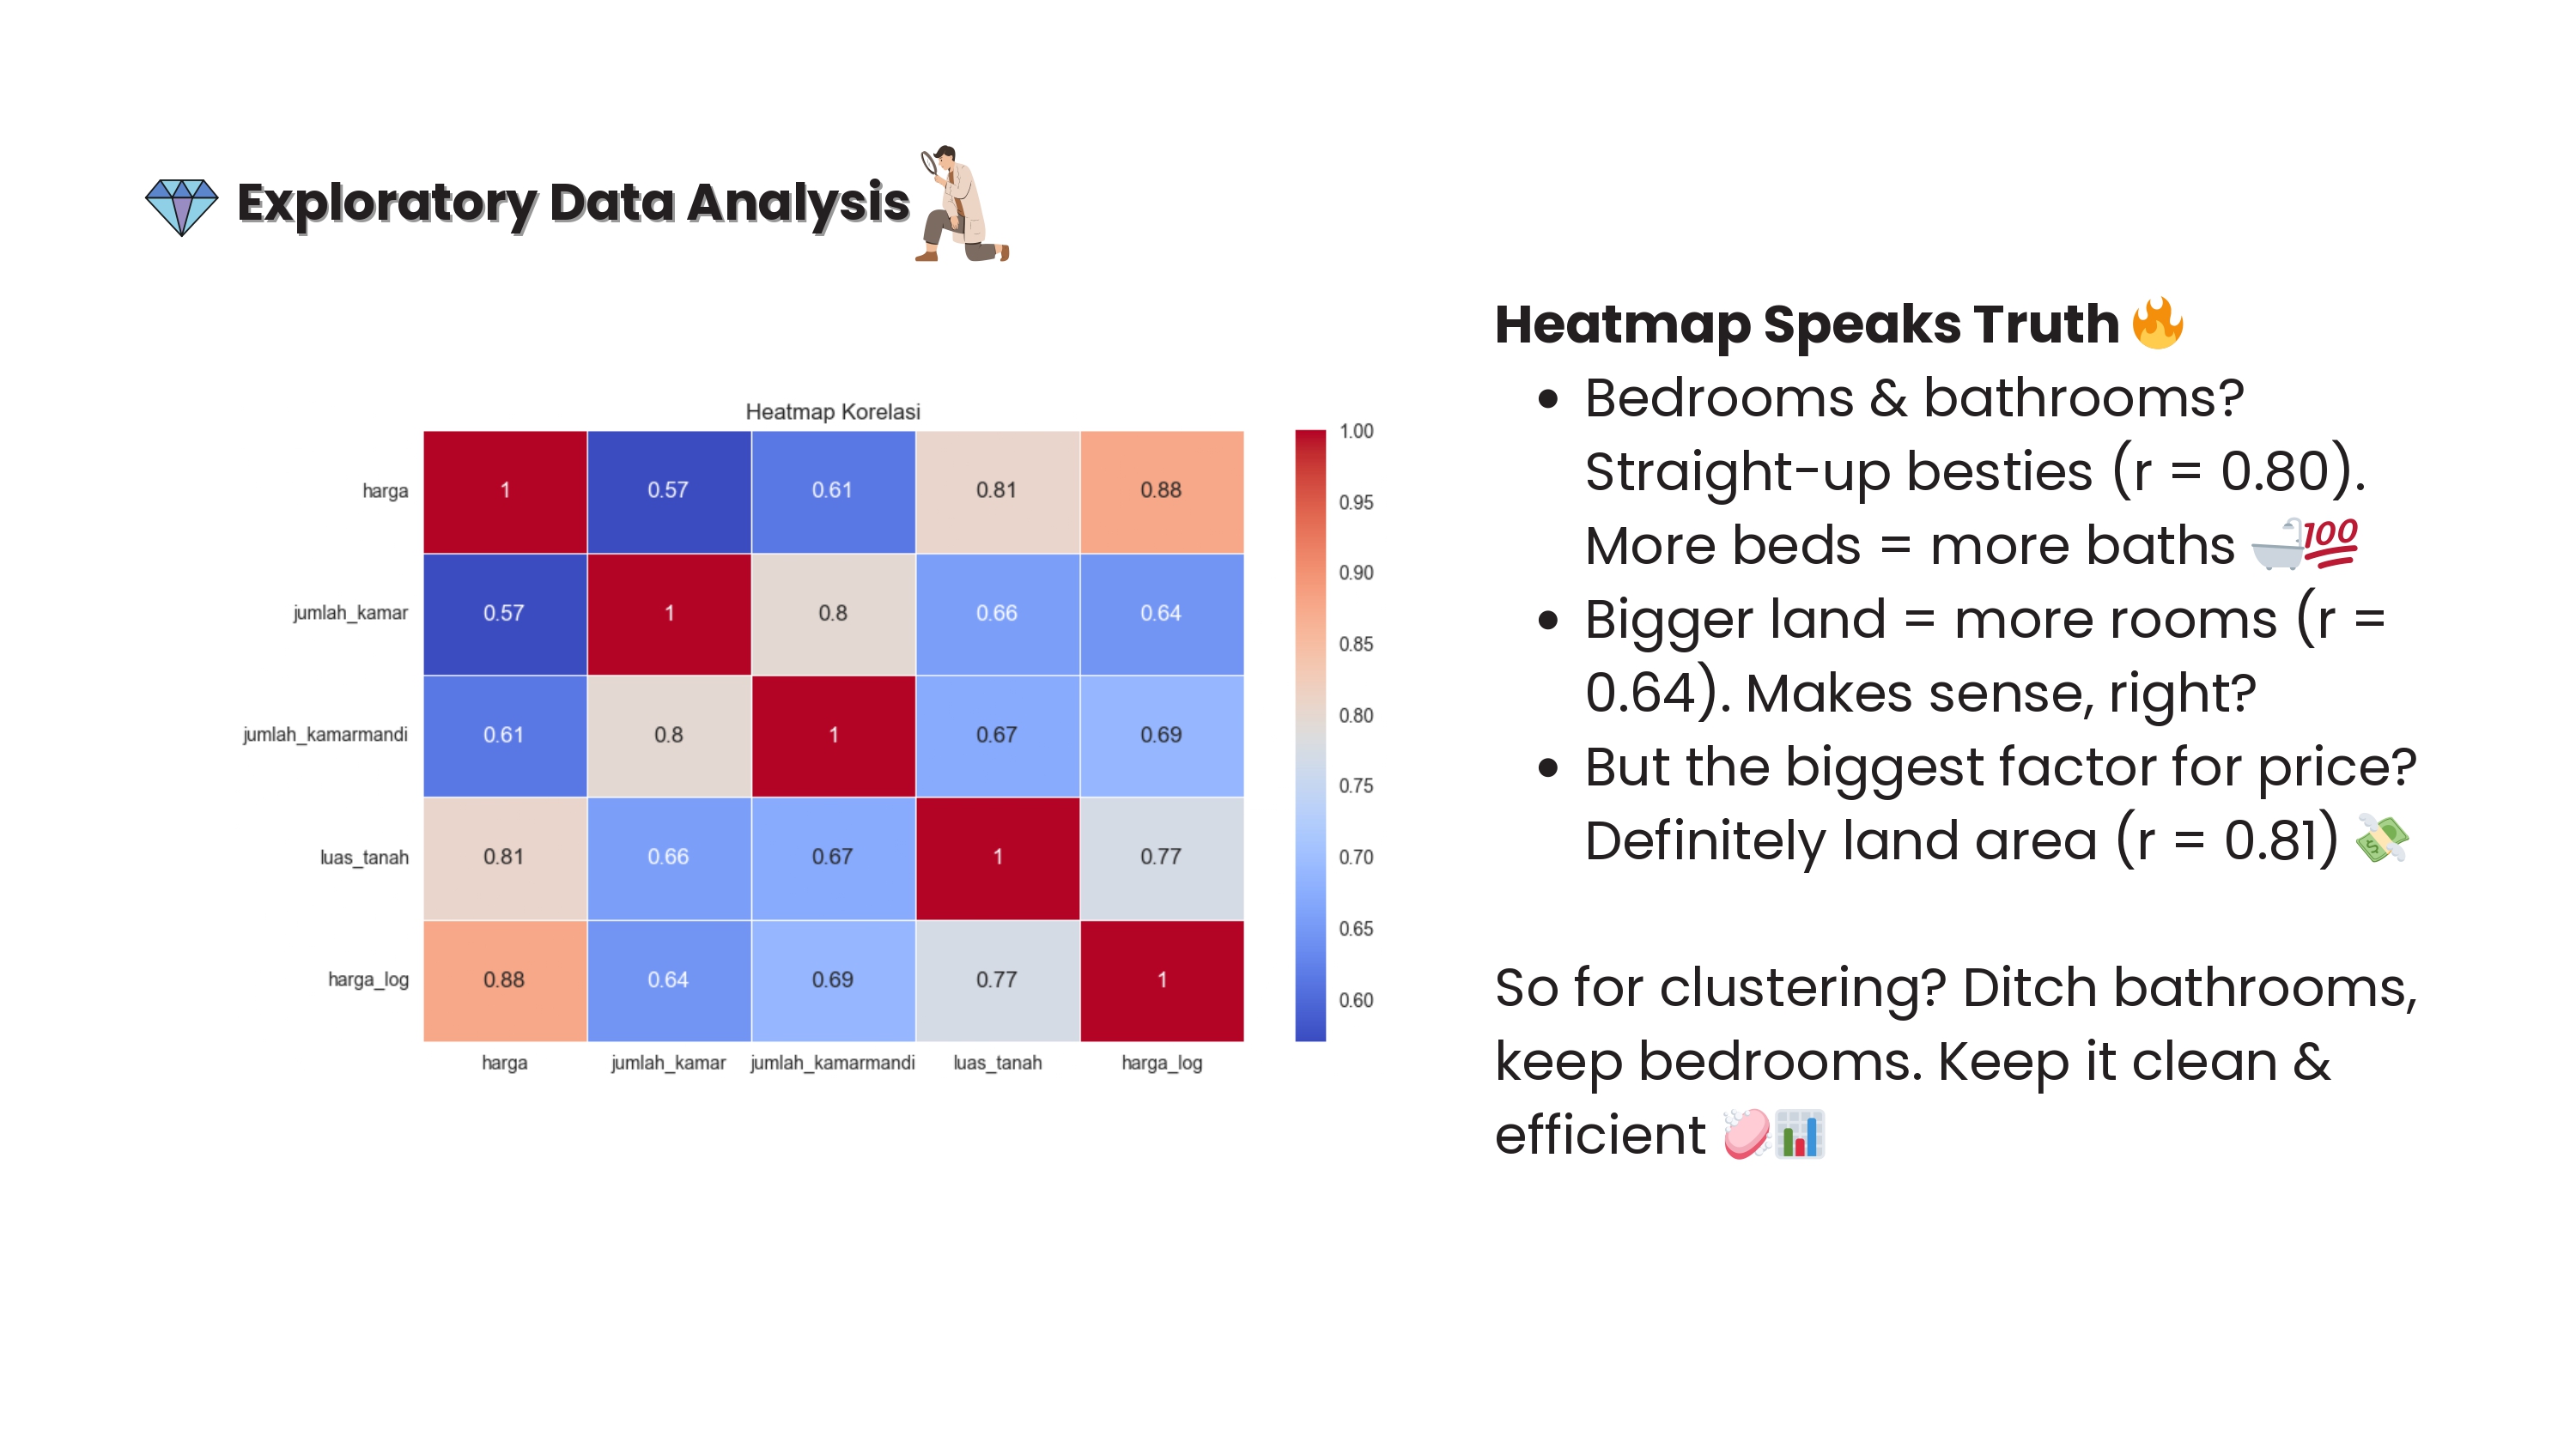 Exploratory Data Analysis
Heatmap Korelasi
harga 1 0.57 0.61 0.81 0.88
jumlah_kamar 0.57 1 0.8 0.66 0.64
jumlah_kamarmandi 0.61 0.8 1 0.67 0.69
luas_tanah 0.81 0.66 0.67 1 0.77
harga_log 0.88 0.64 0.69 0.77 1
harga jumlah_kamar jumlah_kamarmandi luas_tanah harga_log
1.00
0.95
0.90
0.85
0.80
0.75
0.70
0.65
0.60
Heatmap Speaks Truth 🔥
• Bedrooms & bathrooms?
Straight-up besties (r = 0.80).
More beds = more baths 🛁💯
• Bigger land = more rooms (r =
0.64). Makes sense, right?
• But the biggest factor for price?
Definitely land area (r = 0.81) 💸
So for clustering? Ditch bathrooms,
keep bedrooms. Keep it clean &
efficient 🧼📊